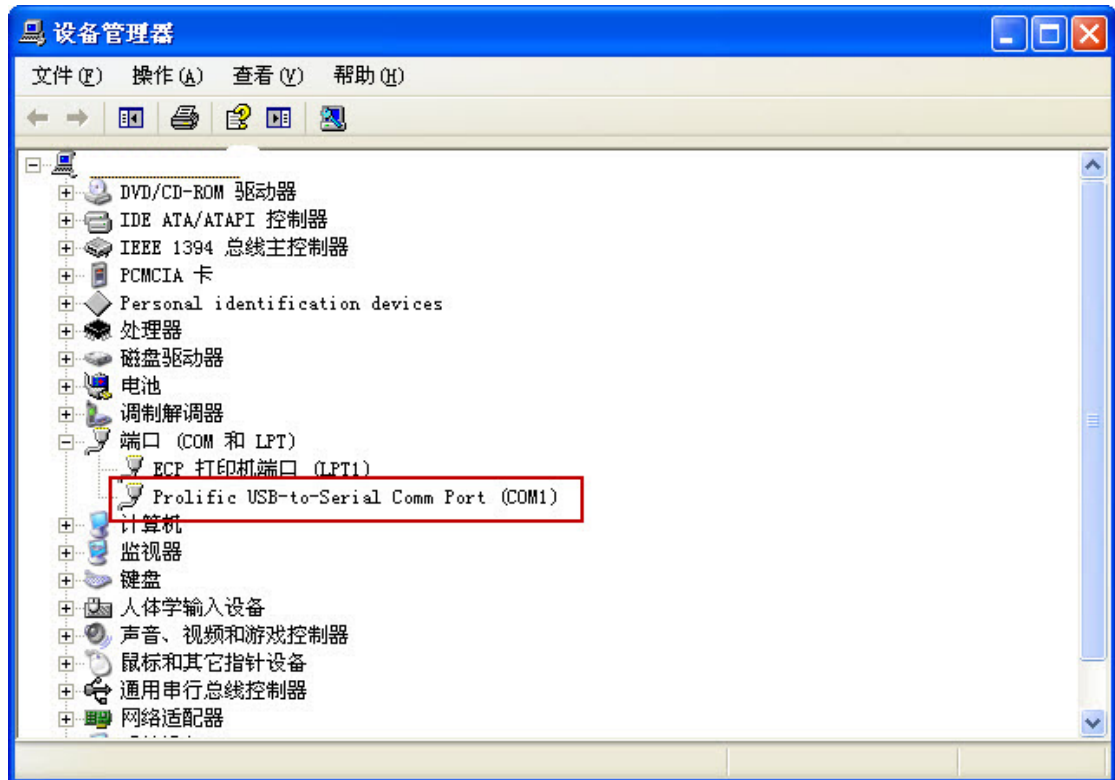 设备管理器
文件(F) 操作(A) 查看(V) 帮助(H)
DVD/CD-ROM 驱动器
IDE ATA/ATAPI 控制器
IEEE 1394 总线主控制器
PCMCIA 卡
Personal identification devices
处理器
磁盘驱动器
电池
调制解调器
端口 (COM 和 LPT)
ECP 打印机端口 (LPT1)
Prolific USB-to-Serial Comm Port (COM1)
计算机
监视器
键盘
人体学输入设备
声音、视频和游戏控制器
鼠标和其它指针设备
通用串行总线控制器
网络适配器